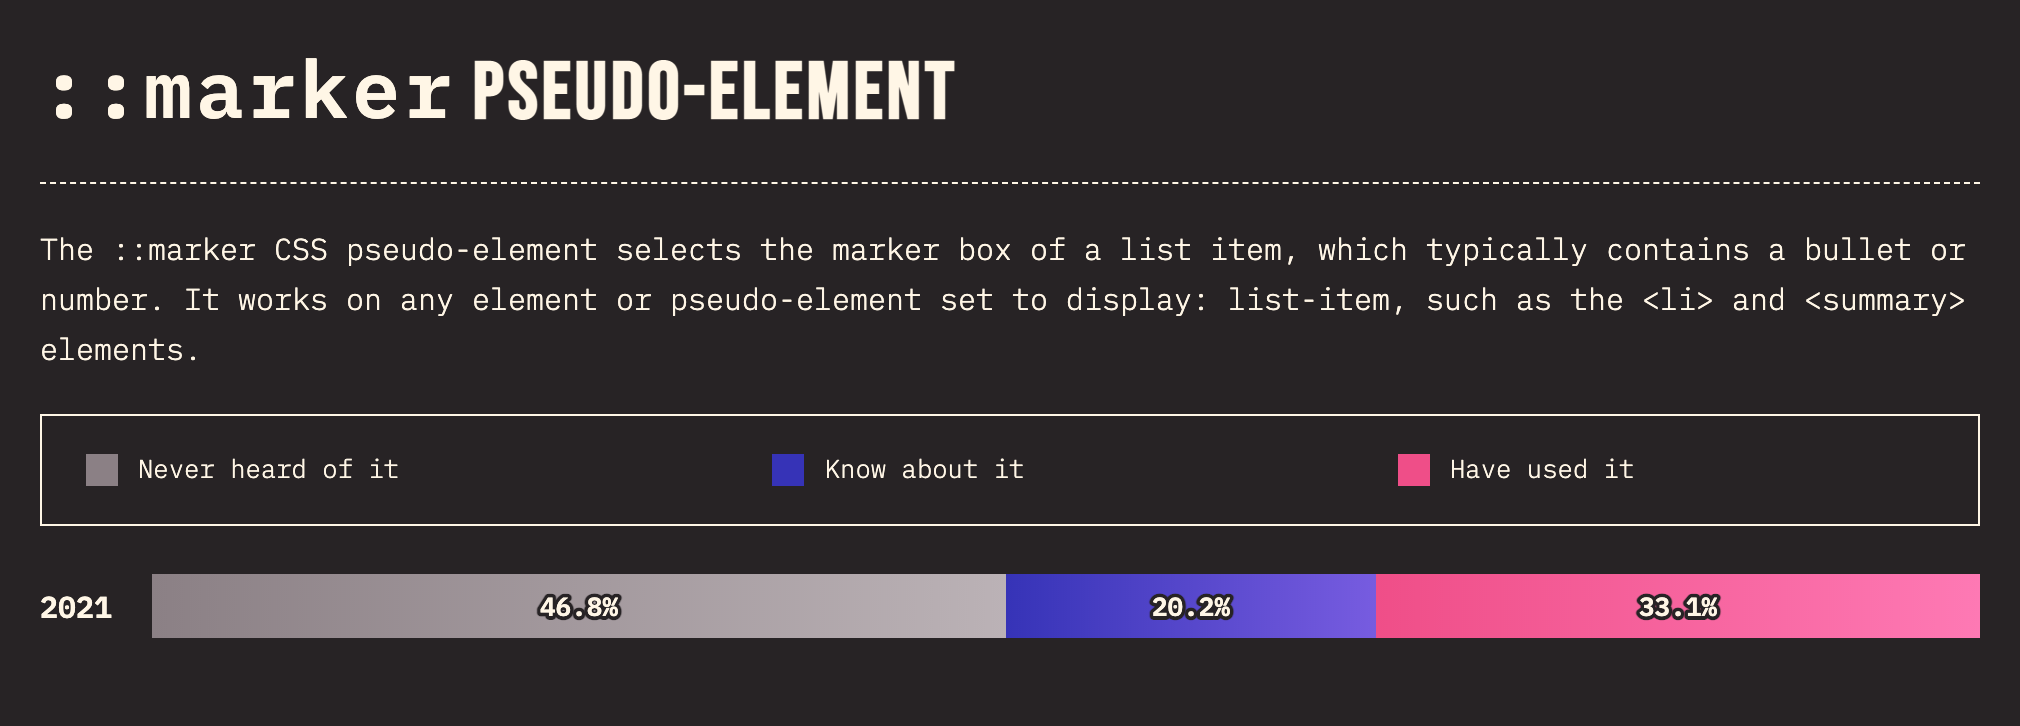 ::marker PSEUDO-ELEMENT
The ::marker CSS pseudo-element selects the marker box of a list item, which typically contains a bullet or
number. It works on any element or pseudo-element set to display: list-item, such as the <li> and <summary>
elements.
Never heard of it Know about it Have used it
2021 46.8% 20.2% 33.1%